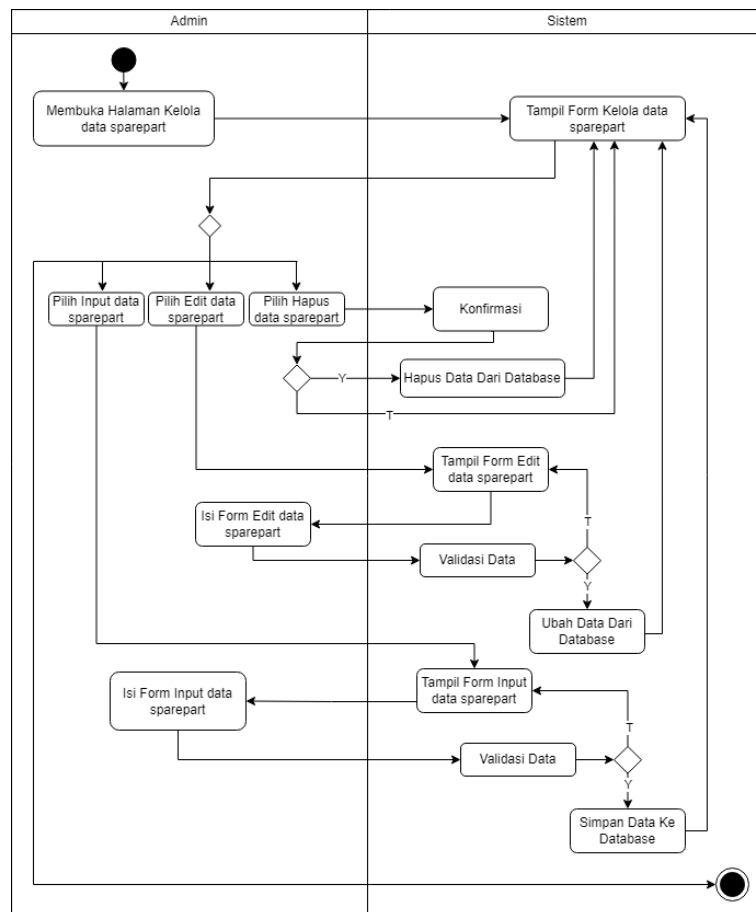 Admin
Sistem
Membuka Halaman Kelola
data sparepart
Tampil Form Kelola data
sparepart
Pilih Input data
sparepart
Pilih Edit data
sparepart
Pilih Hapus
data sparepart
Konfirmasi
Y
Hapus Data Dari Database
T
Tampil Form Edit
data sparepart
Isi Form Edit data
sparepart
T
Validasi Data
Y
Ubah Data Dari
Database
Tampil Form Input
data sparepart
Isi Form Input data
sparepart
T
Validasi Data
Y
Simpan Data Ke
Database